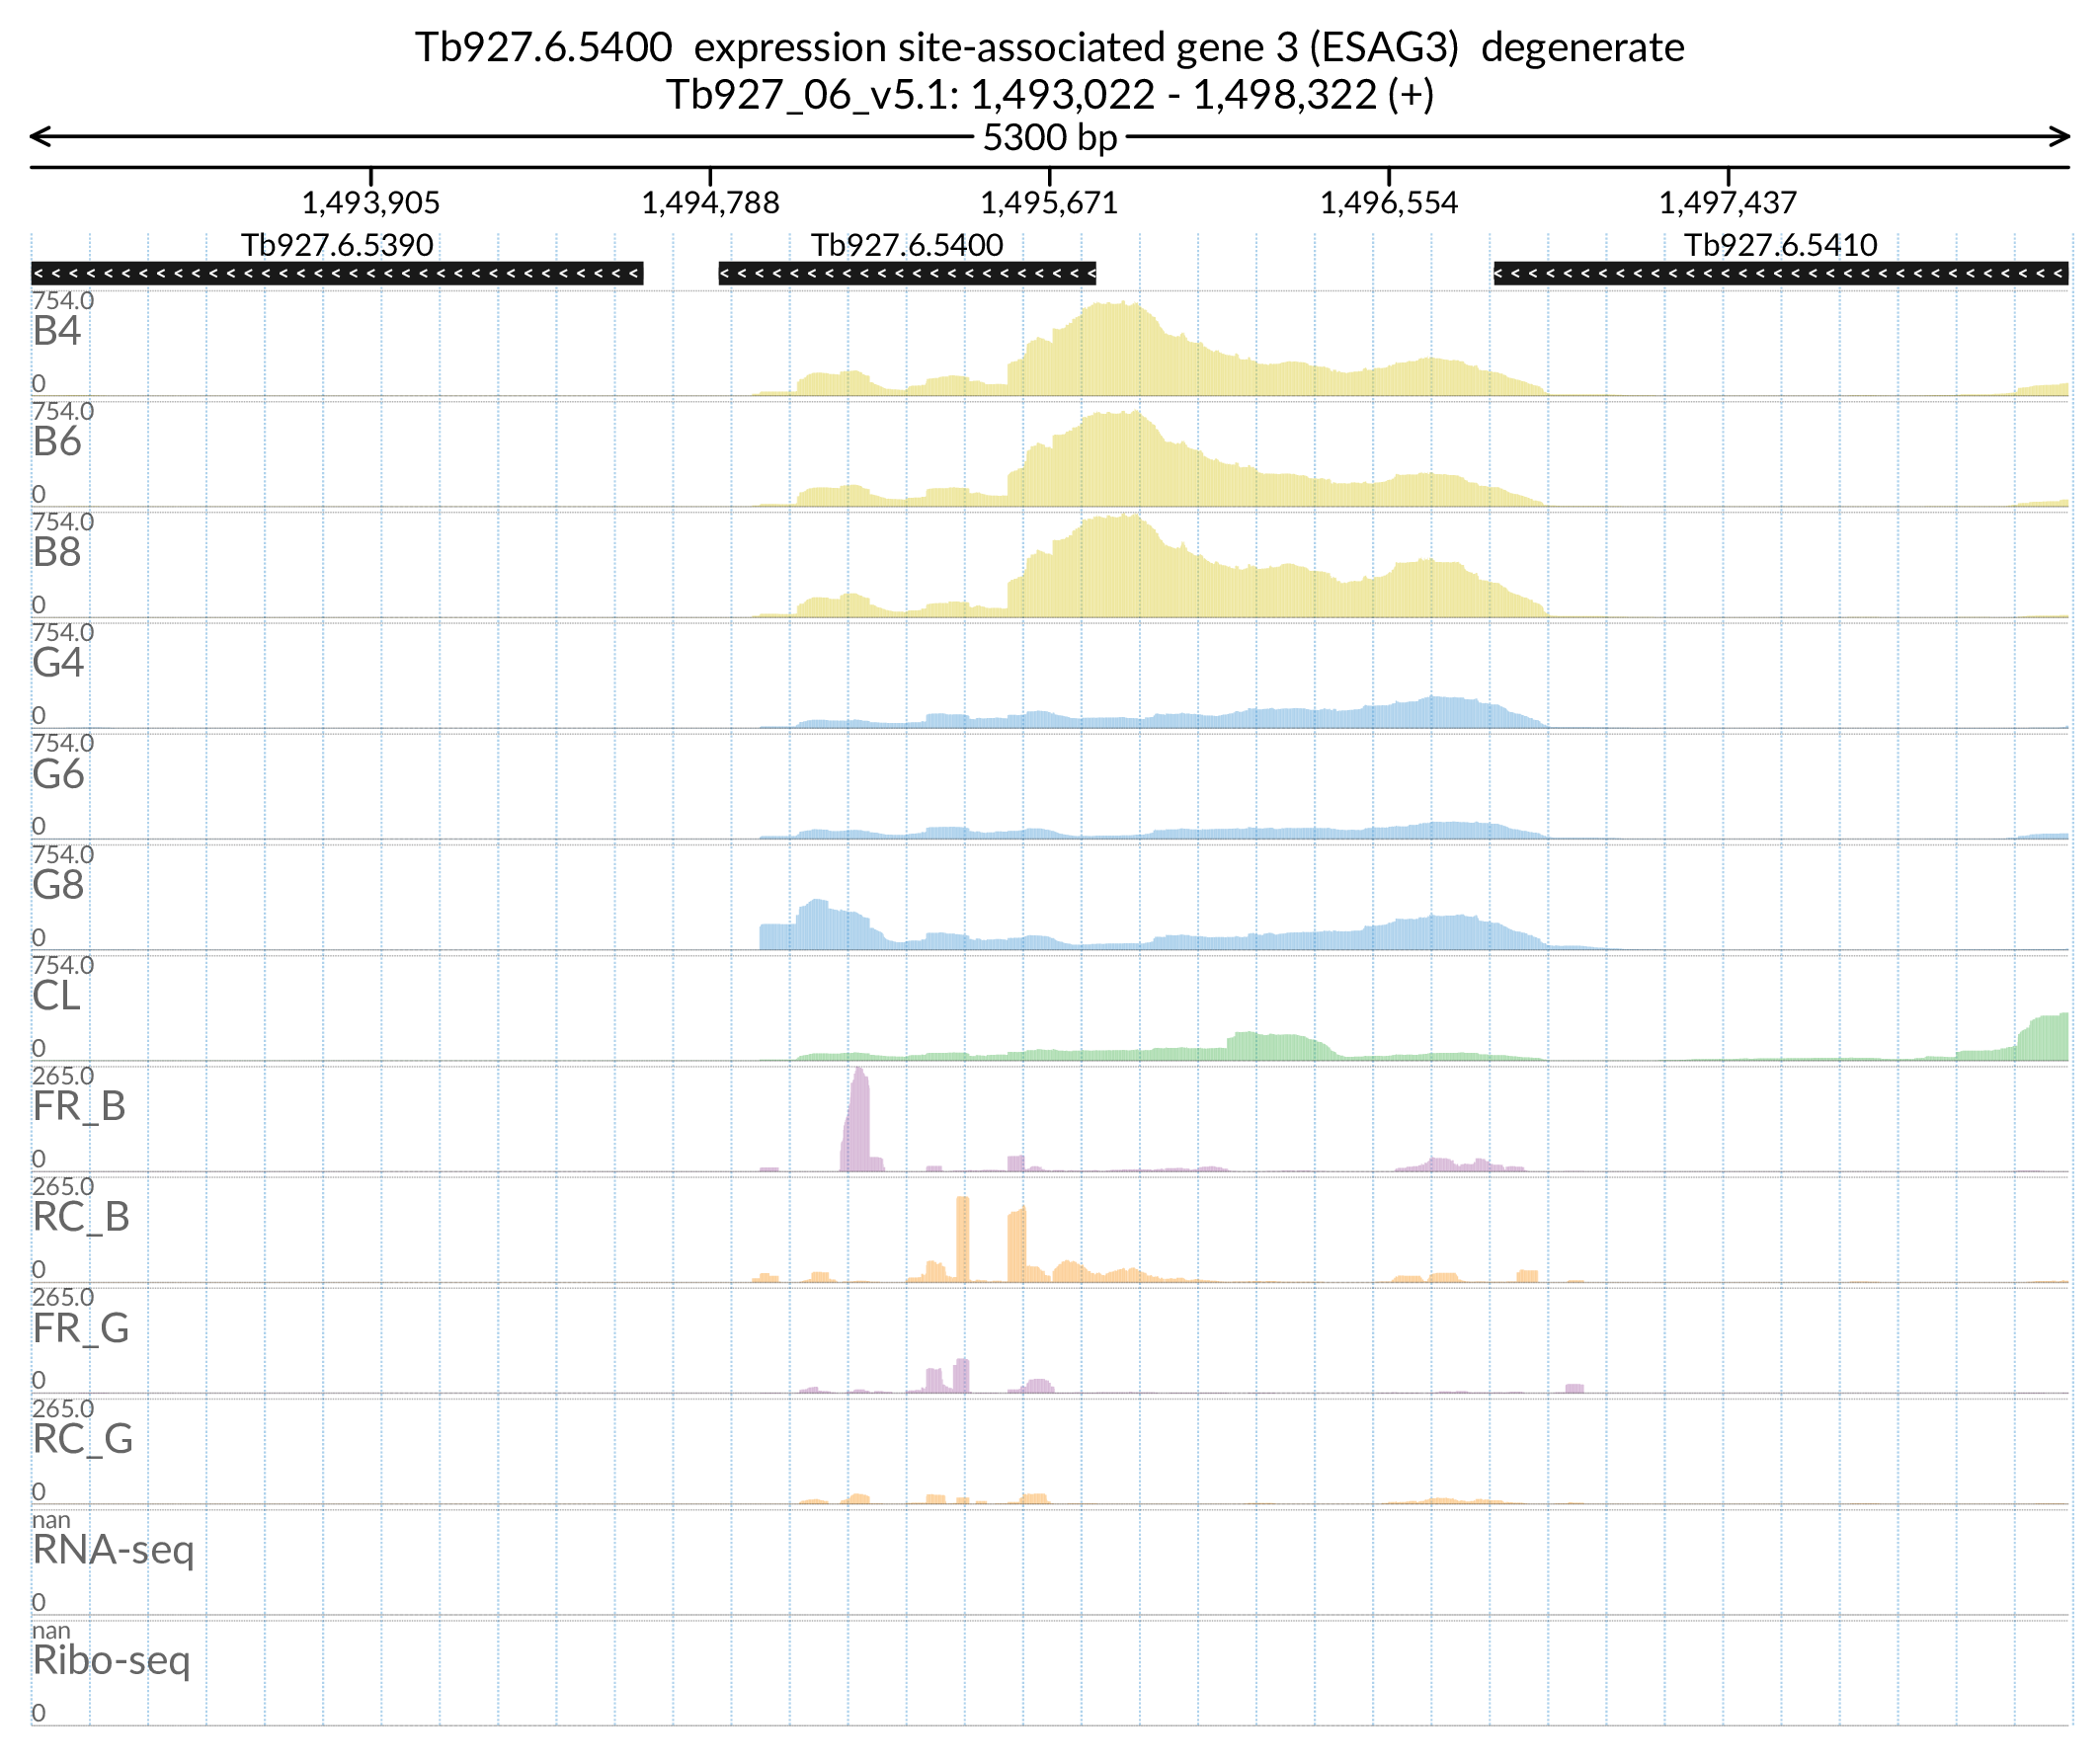 Tb927.6.5400  expression site-associated gene 3 (ESAG3)  degenerate
Tb927_06_v5.1: 1,493,022 - 1,498,322 (+)
5300 bp
1,493,905 1,494,788 1,495,671 1,496,554 1,497,437
Tb927.6.5390 Tb927.6.5400 Tb927.6.5410
754.0
B4
0
754.0
B6
0
754.0
B8
0
754.0
G4
0
754.0
G6
0
754.0
G8
0
754.0
CL
0
265.0
FR_B
0
265.0
RC_B
0
265.0
FR_G
0
265.0
RC_G
0
nan
RNA-seq
0
nan
Ribo-seq
0